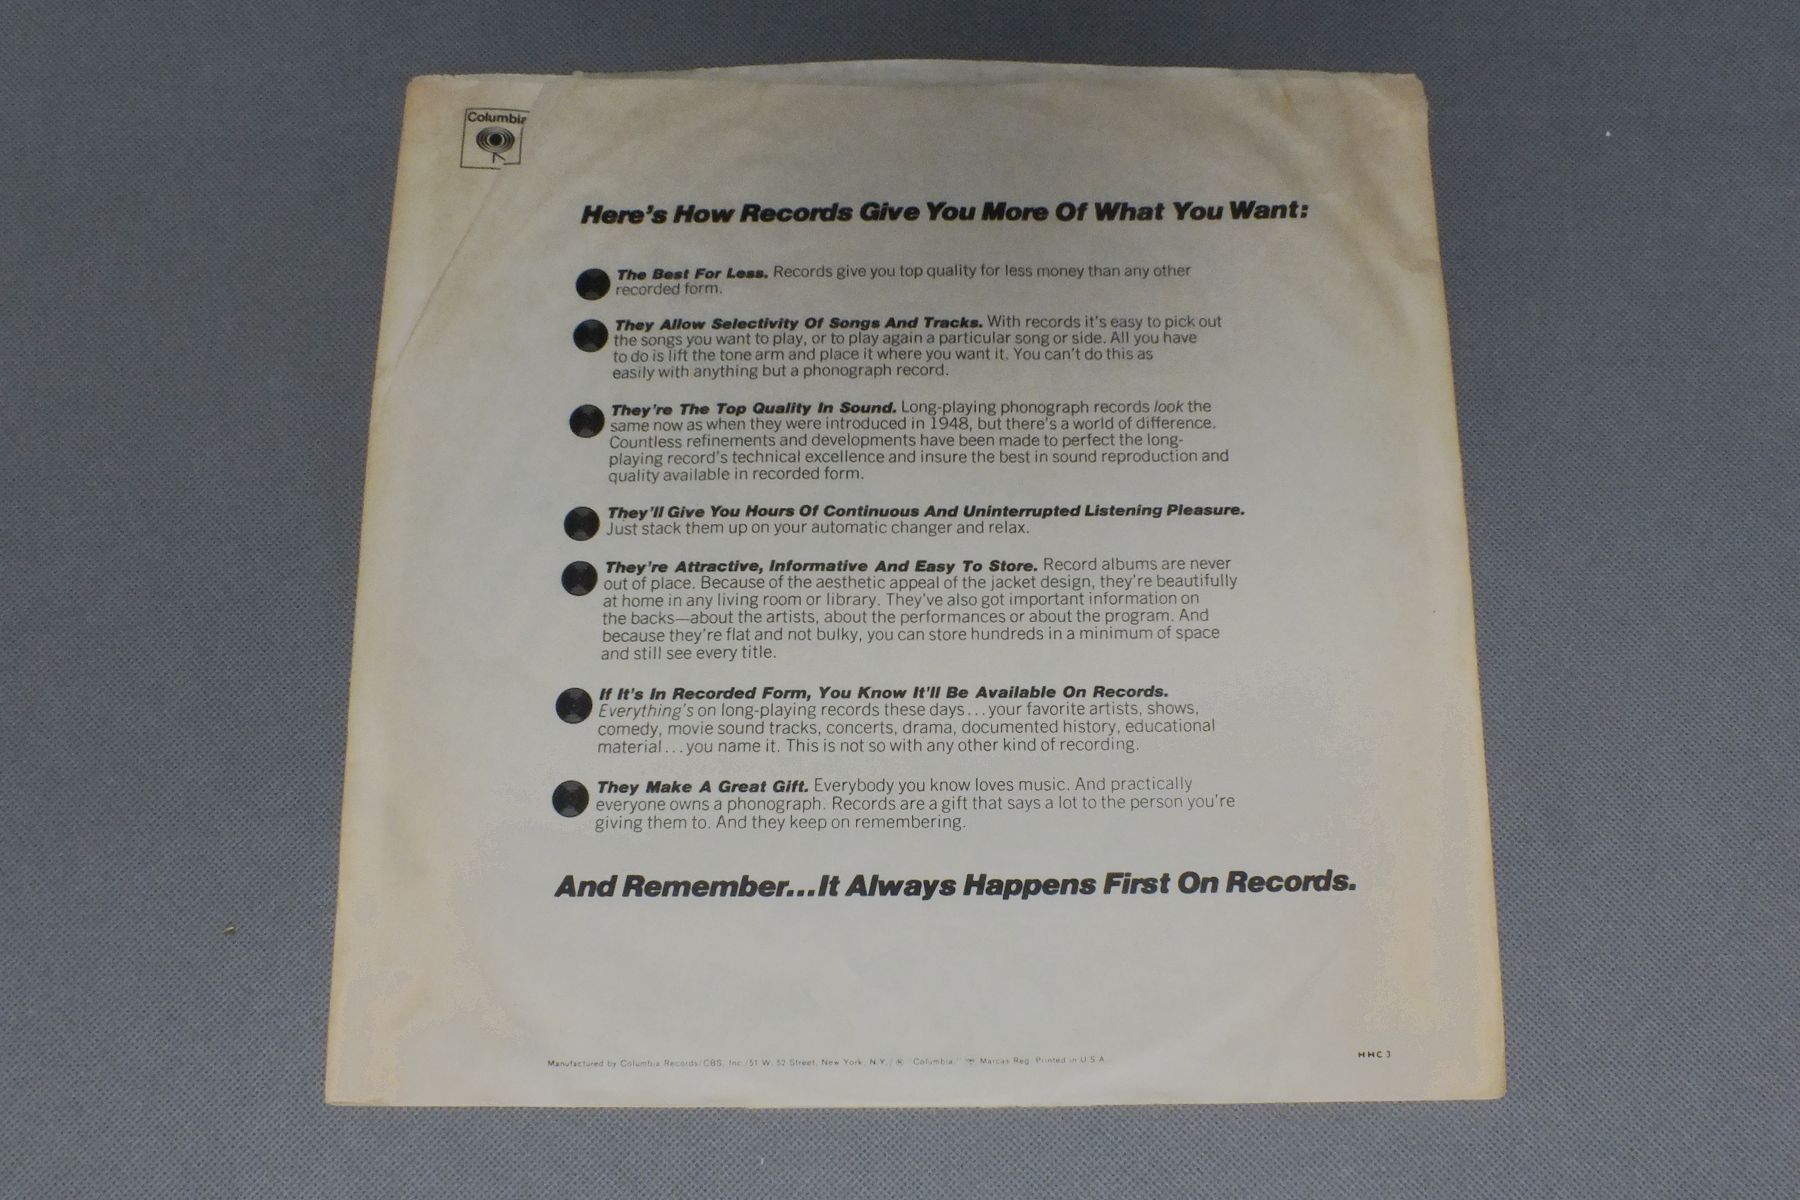 Columbia
Here's How Records Give You More Of What You Want:
The Best For Less. Records give you top quality for less money than any other
recorded form.
They Allow Selectivity Of Songs And Tracks. With records it's easy to pick out
the songs you want to play, or to play again a particular song or side. All you have
to do is lift the tone arm and place it where you want it. You can't do this as
easily with anything but a phonograph record.
They're The Top Quality In Sound. Long-playing phonograph records look the
same now as when they were introduced in 1948, but there's a world of difference.
Countless refinements and developments have been made to perfect the long-
playing record's technical excellence and insure the best in sound reproduction and
quality available in recorded form.
They'll Give You Hours Of Continuous And Uninterrupted Listening Pleasure.
Just stack them up on your automatic changer and relax.
They're Attractive, Informative And Easy To Store. Record albums are never
out of place. Because of the aesthetic appeal of the jacket design, they're beautifully
at home in any living room or library. They've also got important information on
the backs—about the artists, about the performances or about the program. And
because they're flat and not bulky, you can store hundreds in a minimum of space
and still see every title.
If It's In Recorded Form, You Know It'll Be Available On Records.
Everything's on long-playing records these days...your favorite artists, shows,
comedy, movie sound tracks, concerts, drama, documented history, educational
material...you name it. This is not so with any other kind of recording.
They Make A Great Gift. Everybody you know loves music. And practically
everyone owns a phonograph. Records are a gift that says a lot to the person you're
giving them to. And they keep on remembering.
And Remember...It Always Happens First On Records.
Manufactured by Columbia Records/CBS, Inc./51 W. 52 Street, New York, N.Y./ ® "Columbia," Marcas Reg. Printed in U.S.A.
HHC 3